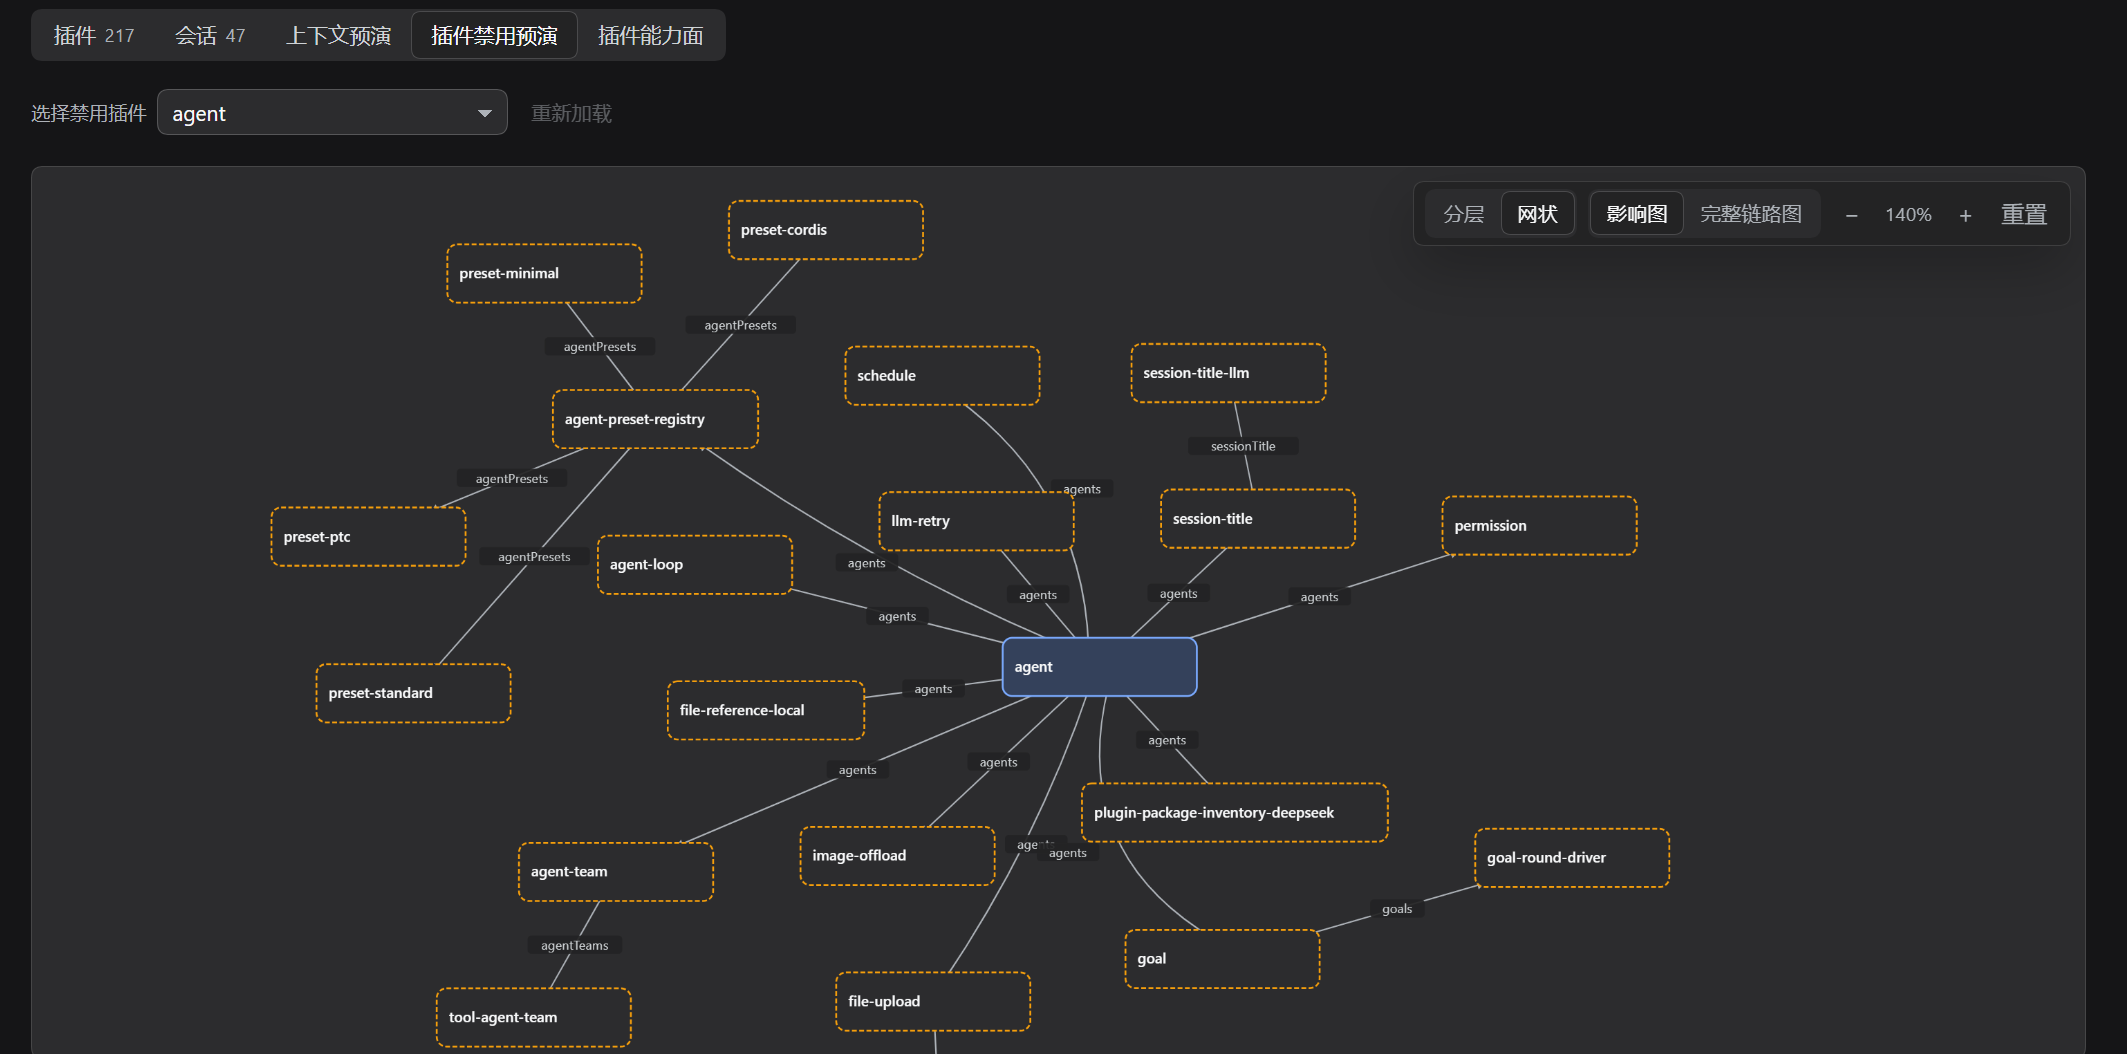 插件 217 会话 47 上下文预演 插件禁用预演 插件能力面
选择禁用插件 agent 重新加载
分层 网状 影响图 完整链路图 − 140% + 重置
preset-cordis
preset-minimal
agentPresets
agentPresets
schedule
session-title-llm
agent-preset-registry
sessionTitle
agentPresets
agents
llm-retry
session-title
permission
preset-ptc
agentPresets
agent-loop
agents
agents
agents
agents
agents
agent
preset-standard
file-reference-local
agents
agents
agents
agents
plugin-package-inventory-deepseek
agents
image-offload
goal-round-driver
agent-team
goals
agentTeams
goal
file-upload
tool-agent-team